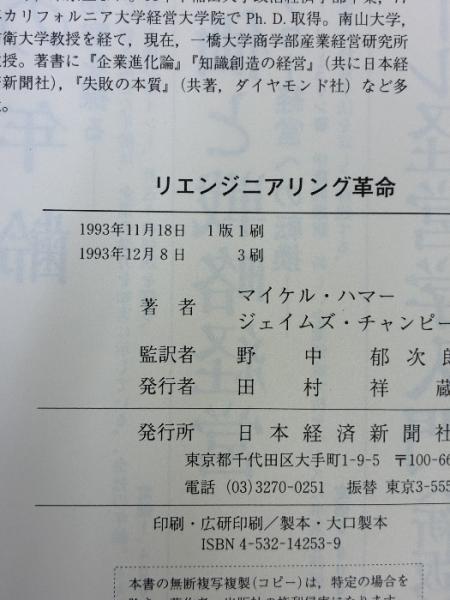 カリフォルニア大学経営大学院でPh. D.取得。南山大学,
衛大学教授を経て,現在,一橋大学商学部産業経営研究所
授。著書に『企業進化論』『知識創造の経営』(共に日本経
新聞社),『失敗の本質』(共著,ダイヤモンド社)など多
。
リエンジニアリング革命
1993年11月18日 1版1刷
1993年12月8日 3刷
著者 マイケル・ハマー
ジェイムズ・チャンピー
監訳者 野中郁次郎
発行者 田村祥蔵
発行所 日本経済新聞社
東京都千代田区大手町1-9-5 〒100-66
電話 (03)3270-0251 振替 東京3-555
印刷・広研印刷/製本・大口製本
ISBN 4-532-14253-9
本書の無断複写複製(コピー)は,特定の場合を